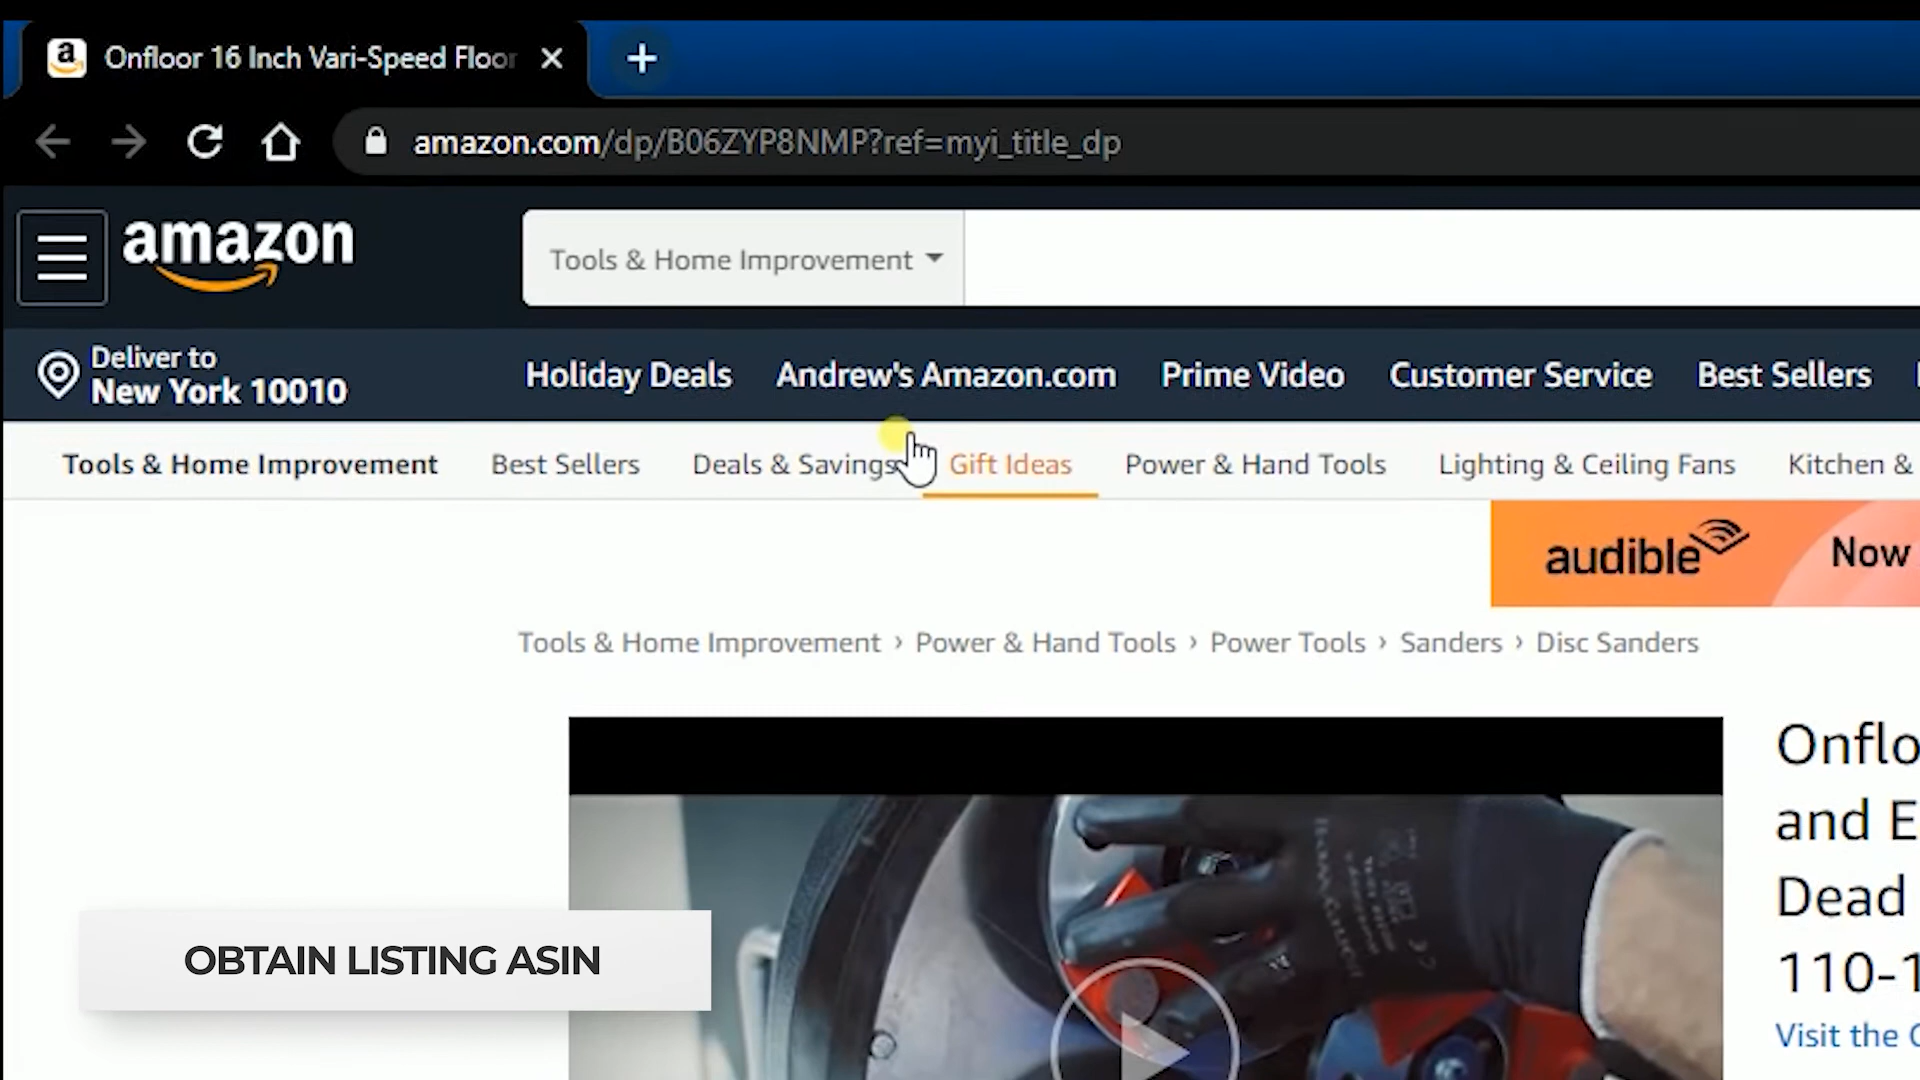 Onfloor 16 Inch Vari-Speed Floor
amazon.com/dp/B06ZYP8NMP?ref=myi_title_dp
amazon
Tools & Home Improvement
Deliver to
New York 10010
Holiday Deals Andrew's Amazon.com Prime Video Customer Service Best Sellers
Tools & Home Improvement Best Sellers Deals & Savings Gift Ideas Power & Hand Tools Lighting & Ceiling Fans Kitchen &
audible Now
Tools & Home Improvement › Power & Hand Tools › Power Tools › Sanders › Disc Sanders
Onflo
and E
Dead
110-1
Visit the
OBTAIN LISTING ASIN